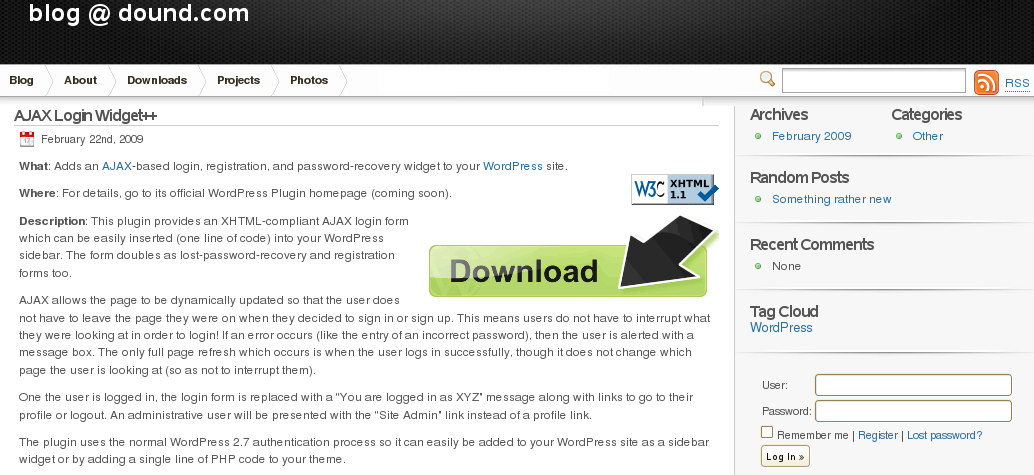 blog @ dound.com
Blog About Downloads Projects Photos
RSS
AJAX Login Widget++
February 22nd, 2009
What: Adds an AJAX-based login, registration, and password-recovery widget to your WordPress site.
Where: For details, go to its official WordPress Plugin homepage (coming soon).
W3C XHTML 1.1
Description: This plugin provides an XHTML-compliant AJAX login form
which can be easily inserted (one line of code) into your WordPress
sidebar. The form doubles as lost-password-recovery and registration
forms too.
Download
AJAX allows the page to be dynamically updated so that the user does
not have to leave the page they were on when they decided to sign in or sign up. This means users do not have to interrupt what
they were looking at in order to login! If an error occurs (like the entry of an incorrect password), then the user is alerted with a
message box. The only full page refresh which occurs is when the user logs in successfully, though it does not change which
page the user is looking at (so as not to interrupt them).
One the user is logged in, the login form is replaced with a "You are logged in as XYZ" message along with links to go to their
profile or logout. An administrative user will be presented with the "Site Admin" link instead of a profile link.
The plugin uses the normal WordPress 2.7 authentication process so it can easily be added to your WordPress site as a sidebar
widget or by adding a single line of PHP code to your theme.
Archives Categories
February 2009 Other
Random Posts
Something rather new
Recent Comments
None
Tag Cloud
WordPress
User:
Password:
Remember me | Register | Lost password?
Log In »